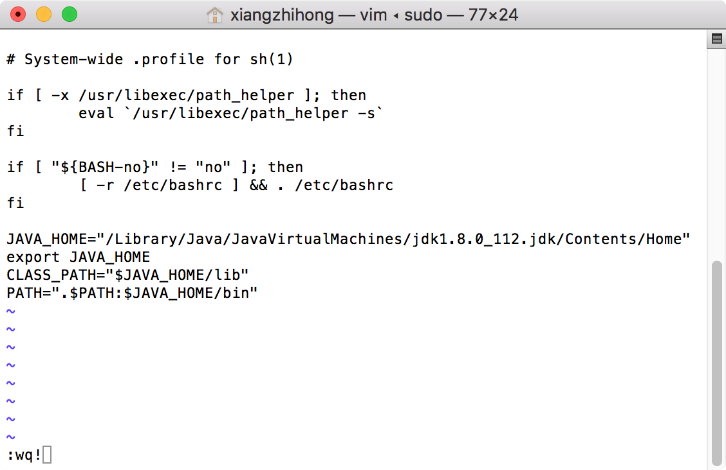 xiangzhihong — vim ◂ sudo — 77×24
# System-wide .profile for sh(1)
if [ -x /usr/libexec/path_helper ]; then
        eval `/usr/libexec/path_helper -s`
fi
if [ "${BASH-no}" != "no" ]; then
        [ -r /etc/bashrc ] && . /etc/bashrc
fi
JAVA_HOME="/Library/Java/JavaVirtualMachines/jdk1.8.0_112.jdk/Contents/Home"
export JAVA_HOME
CLASS_PATH="$JAVA_HOME/lib"
PATH=".$PATH:$JAVA_HOME/bin"
~
~
~
~
~
~
~
~
:wq!